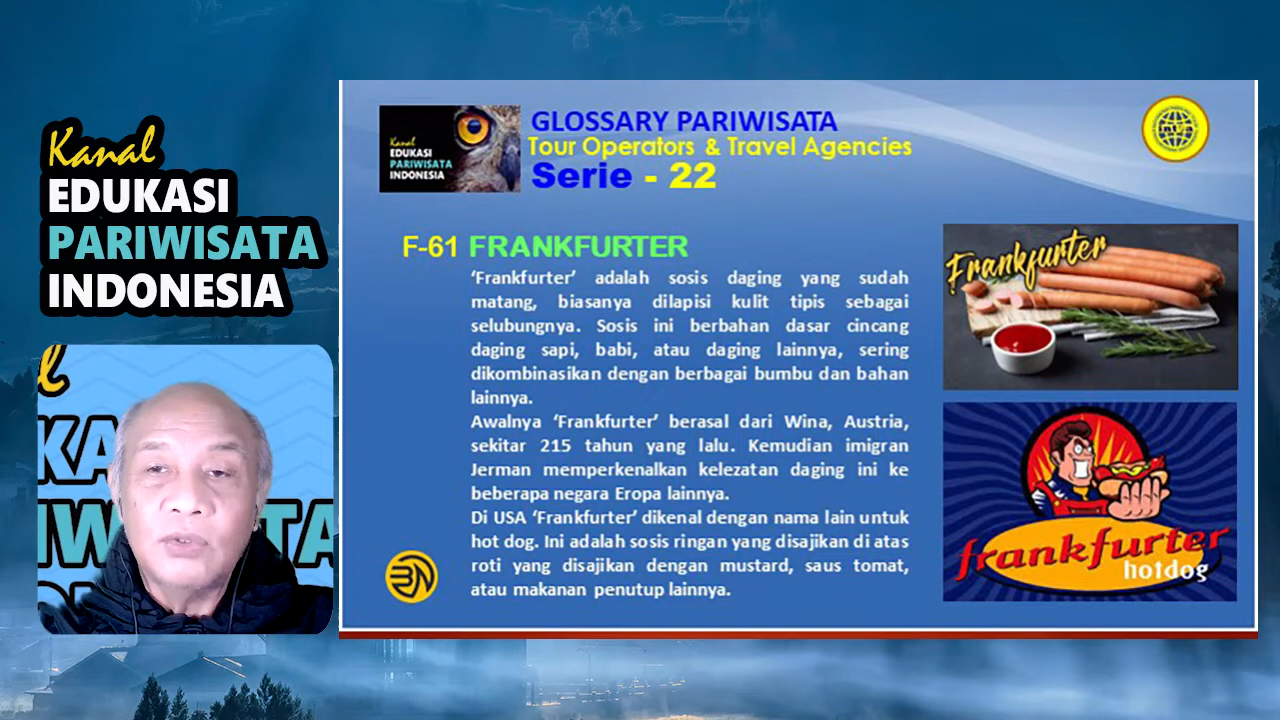 Kanal
EDUKASI
PARIWISATA
INDONESIA
Kanal
EDUKASI
PARIWISATA
INDONESIA
GLOSSARY PARIWISATA
Tour Operators & Travel Agencies
Serie - 22
F-61 FRANKFURTER
‘Frankfurter’ adalah sosis daging yang sudah
matang, biasanya dilapisi kulit tipis sebagai
selubungnya. Sosis ini berbahan dasar cincang
daging sapi, babi, atau daging lainnya, sering
dikombinasikan dengan berbagai bumbu dan bahan
lainnya.
Awalnya ‘Frankfurter’ berasal dari Wina, Austria,
sekitar 215 tahun yang lalu. Kemudian imigran
Jerman memperkenalkan kelezatan daging ini ke
beberapa negara Eropa lainnya.
Di USA ‘Frankfurter’ dikenal dengan nama lain untuk
hot dog. Ini adalah sosis ringan yang disajikan di atas
roti yang disajikan dengan mustard, saus tomat,
atau makanan penutup lainnya.
Frankfurter
frankfurter
hotdog
BN